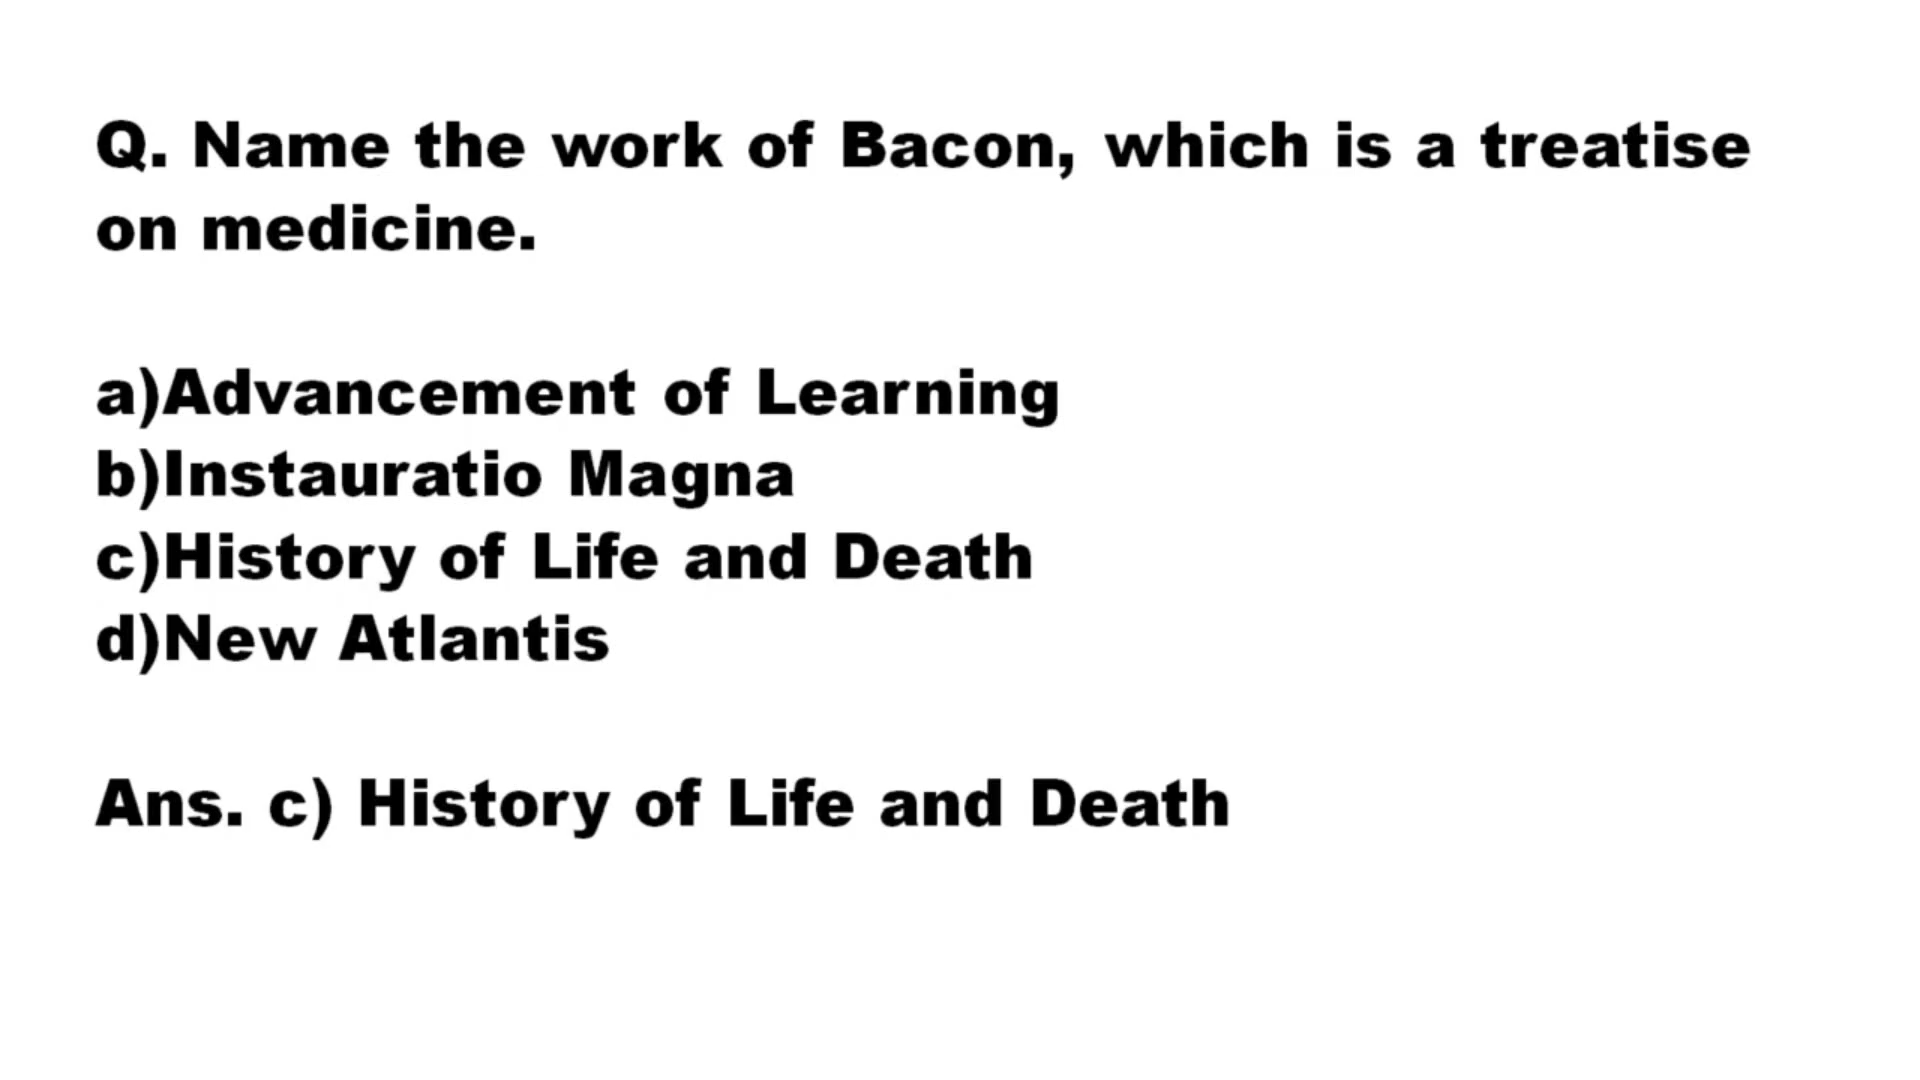 Q. Name the work of Bacon, which is a treatise
on medicine.
a)Advancement of Learning
b)Instauratio Magna
c)History of Life and Death
d)New Atlantis
Ans. c) History of Life and Death